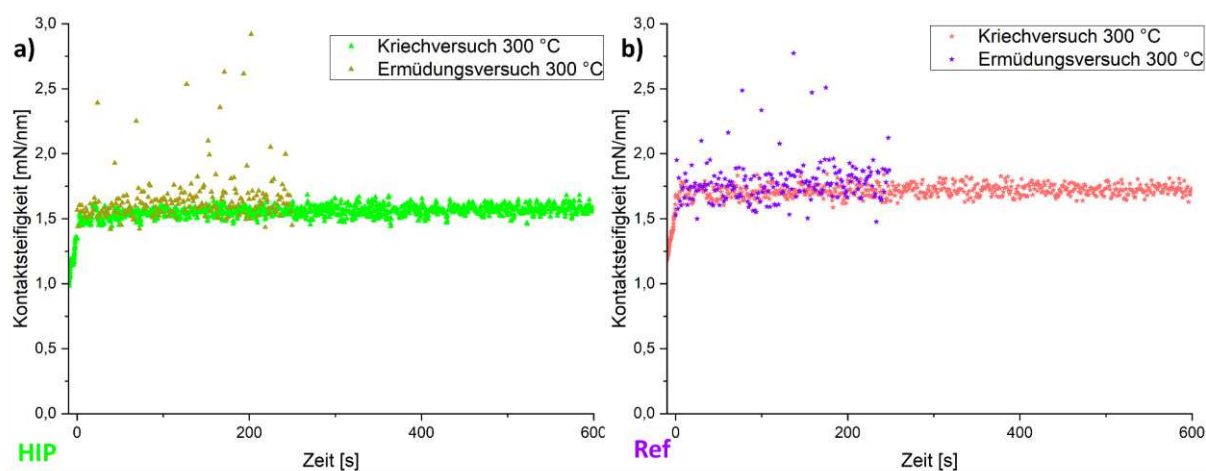 a)
Kriechversuch 300 °C
Ermüdungsversuch 300 °C
Kontaktsteifigkeit [mN/nm]
3,0
2,5
2,0
1,5
1,0
0,5
0,0
0
200
400
600
Zeit [s]
HIP
b)
Kriechversuch 300 °C
Ermüdungsversuch 300 °C
Kontaktsteifigkeit [mN/nm]
3,0
2,5
2,0
1,5
1,0
0,5
0,0
0
200
400
600
Zeit [s]
Ref